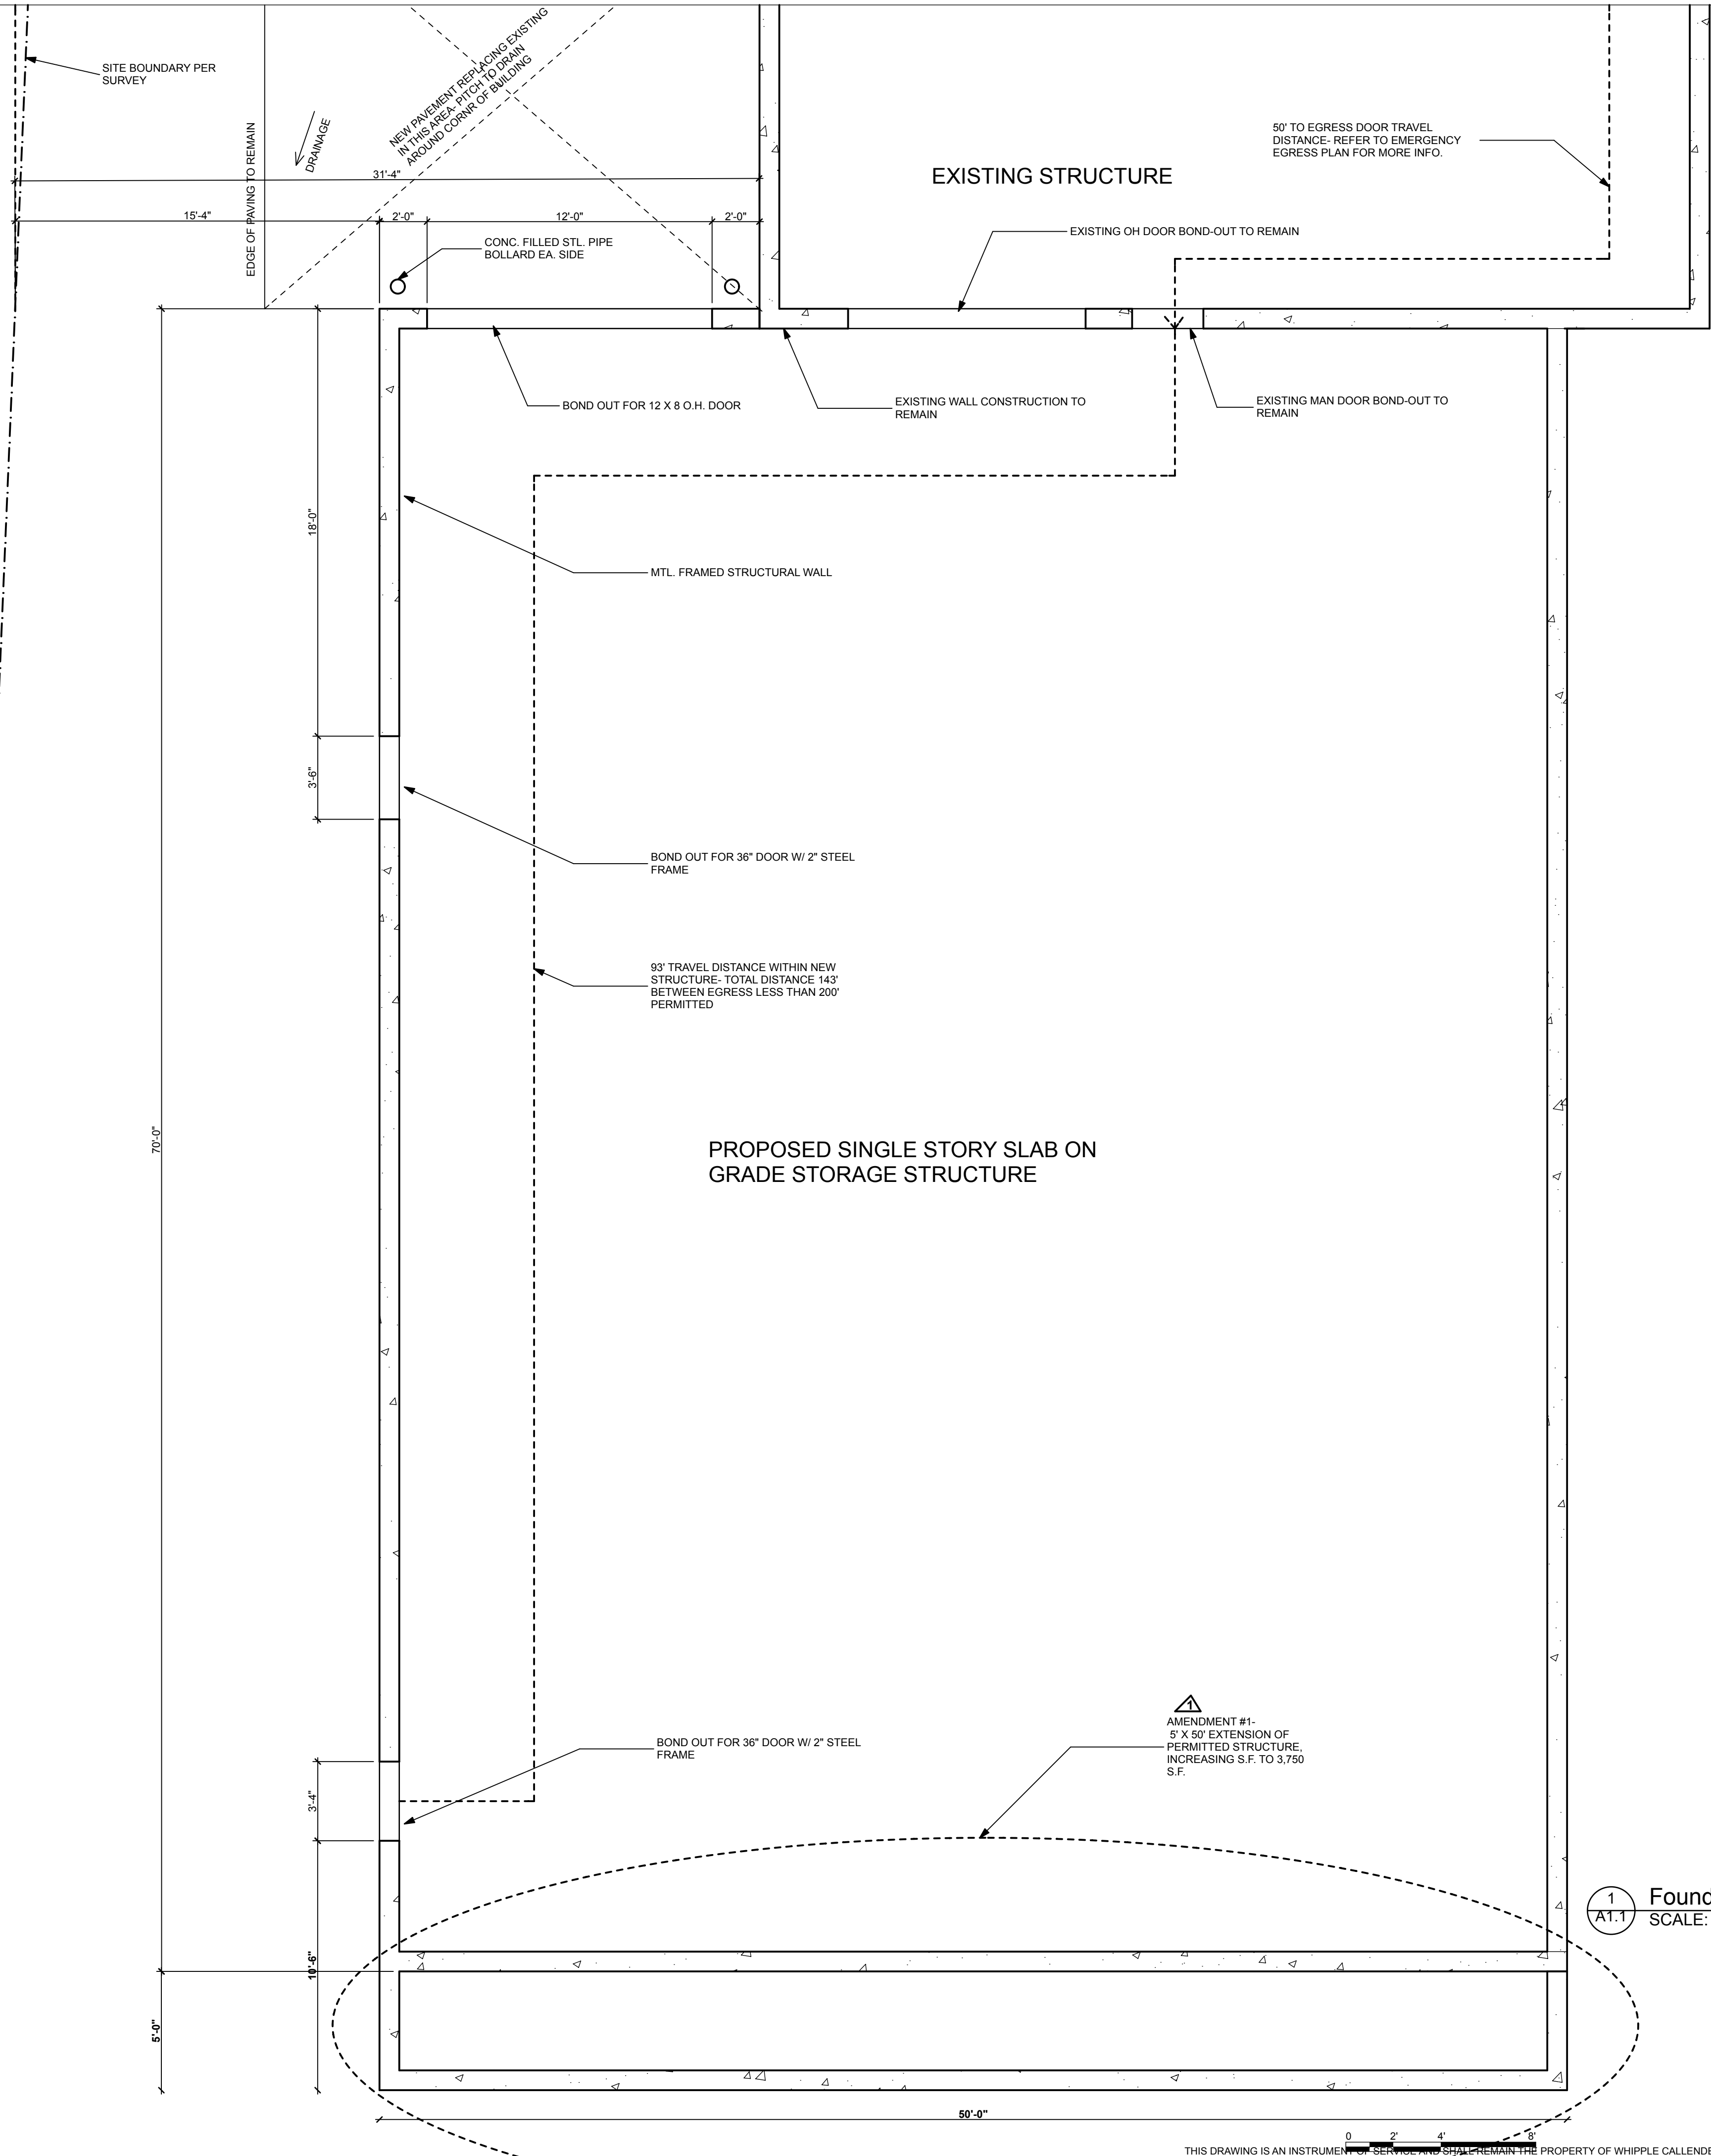 SITE BOUNDARY PER
SURVEY
EDGE OF PAVING TO REMAIN
DRAINAGE
NEW PAVEMENT REPLACING EXISTING
IN THIS AREA- PITCH TO DRAIN
AROUND CORNR OF BUILDING
31'-4"
15'-4"
2'-0"
12'-0"
2'-0"
CONC. FILLED STL. PIPE
BOLLARD EA. SIDE
EXISTING STRUCTURE
50' TO EGRESS DOOR TRAVEL
DISTANCE- REFER TO EMERGENCY
EGRESS PLAN FOR MORE INFO.
EXISTING OH DOOR BOND-OUT TO REMAIN
BOND OUT FOR 12 X 8 O.H. DOOR
EXISTING WALL CONSTRUCTION TO
REMAIN
EXISTING MAN DOOR BOND-OUT TO
REMAIN
18'-0"
MTL. FRAMED STRUCTURAL WALL
3'-6"
BOND OUT FOR 36" DOOR W/ 2" STEEL
FRAME
93' TRAVEL DISTANCE WITHIN NEW
STRUCTURE- TOTAL DISTANCE 143'
BETWEEN EGRESS LESS THAN 200'
PERMITTED
70'-0"
PROPOSED SINGLE STORY SLAB ON
GRADE STORAGE STRUCTURE
1
AMENDMENT #1-
5' X 50' EXTENSION OF
PERMITTED STRUCTURE,
INCREASING S.F. TO 3,750
S.F.
BOND OUT FOR 36" DOOR W/ 2" STEEL
FRAME
3'-4"
1
A1.1
Found
SCALE:
10'-6"
5'-0"
50'-0"
0 2' 4' 8'
THIS DRAWING IS AN INSTRUMENT OF SERVICE AND SHALL REMAIN THE PROPERTY OF WHIPPLE CALLENDE